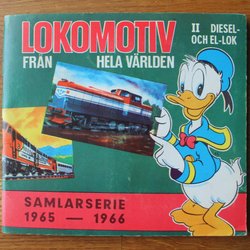 LOKOMOTIV
FRÅN HELA VÄRLDEN
II DIESEL-
OCH EL-LOK
SAMLARSERIE
1965 — 1966